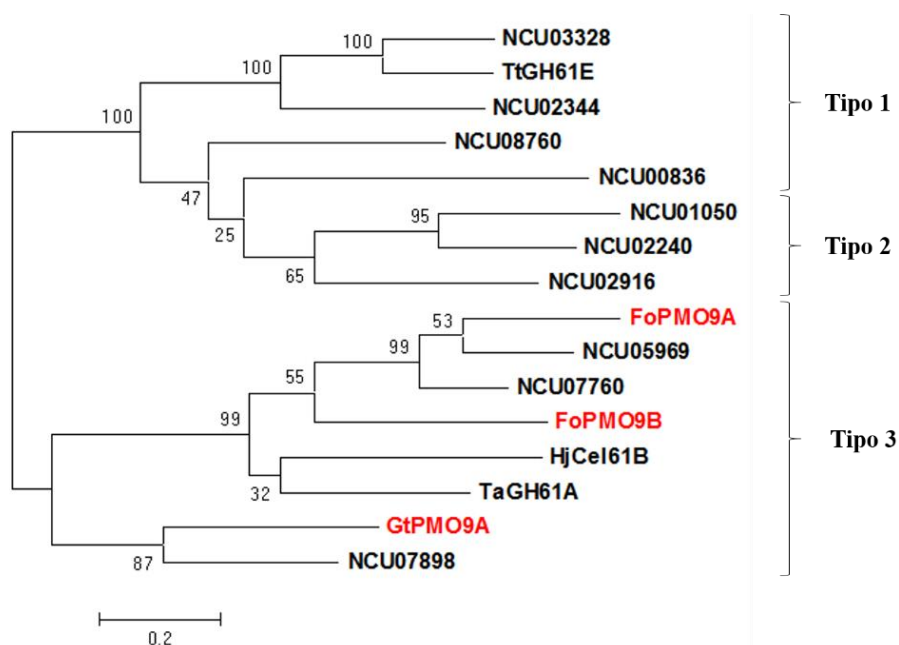 100
NCU03328
TtGH61E
100
NCU02344
Tipo 1
100
NCU08760
47
NCU00836
25
95
NCU01050
NCU02240
Tipo 2
65
NCU02916
53
FoPMO9A
NCU05969
99
NCU07760
55
FoPMO9B
99
Tipo 3
HjCel61B
32
TaGH61A
GtPMO9A
87
NCU07898
0.2